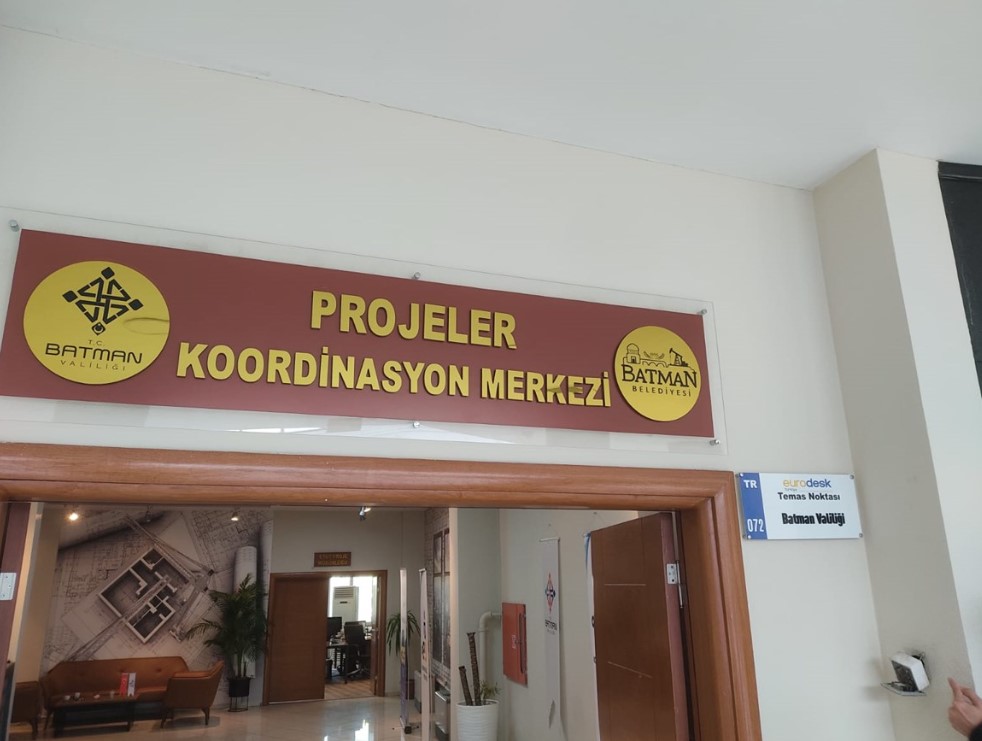 PROJELER
KOORDİNASYON MERKEZİ
T.C.
BATMAN
VALİLİĞİ
BATMAN
BELEDİYESİ
TR
072
eurodesk
Temas Noktası
Batman Valiliği